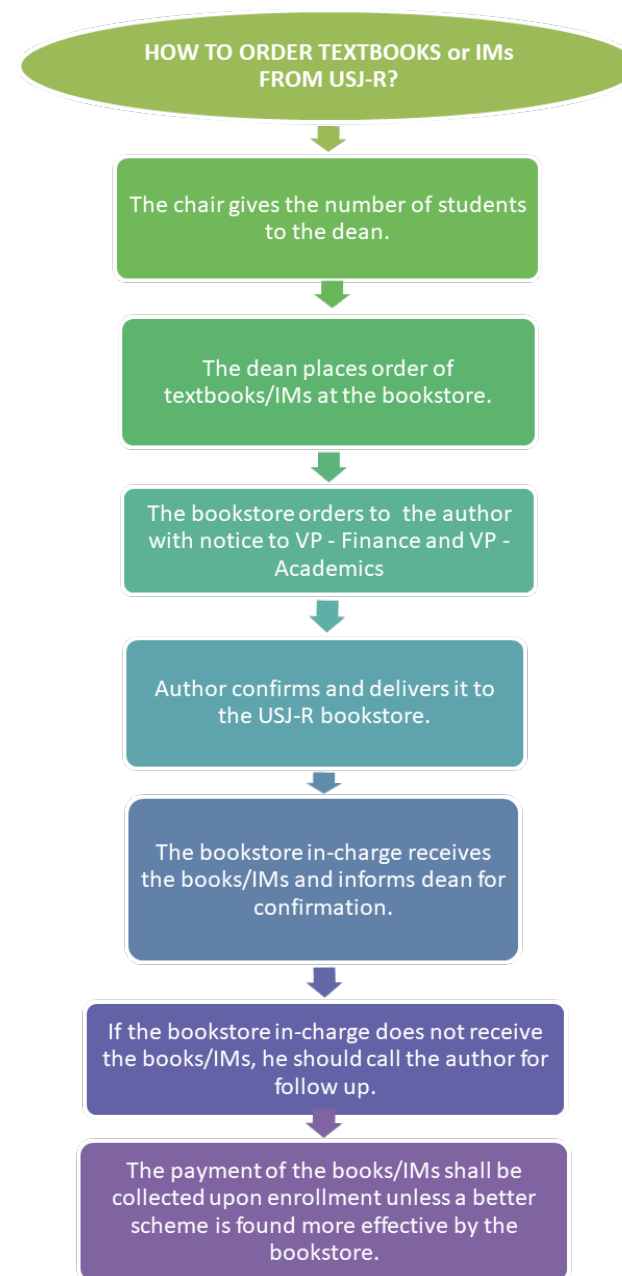 HOW TO ORDER TEXTBOOKS or IMs
FROM USJ-R?
The chair gives the number of students
to the dean.
The dean places order of
textbooks/IMs at the bookstore.
The bookstore orders to the author
with notice to VP - Finance and VP -
Academics
Author confirms and delivers it to
the USJ-R bookstore.
The bookstore in-charge receives
the books/IMs and informs dean for
confirmation.
If the bookstore in-charge does not receive
the books/IMs, he should call the author for
follow up.
The payment of the books/IMs shall be
collected upon enrollment unless a better
scheme is found more effective by the
bookstore.